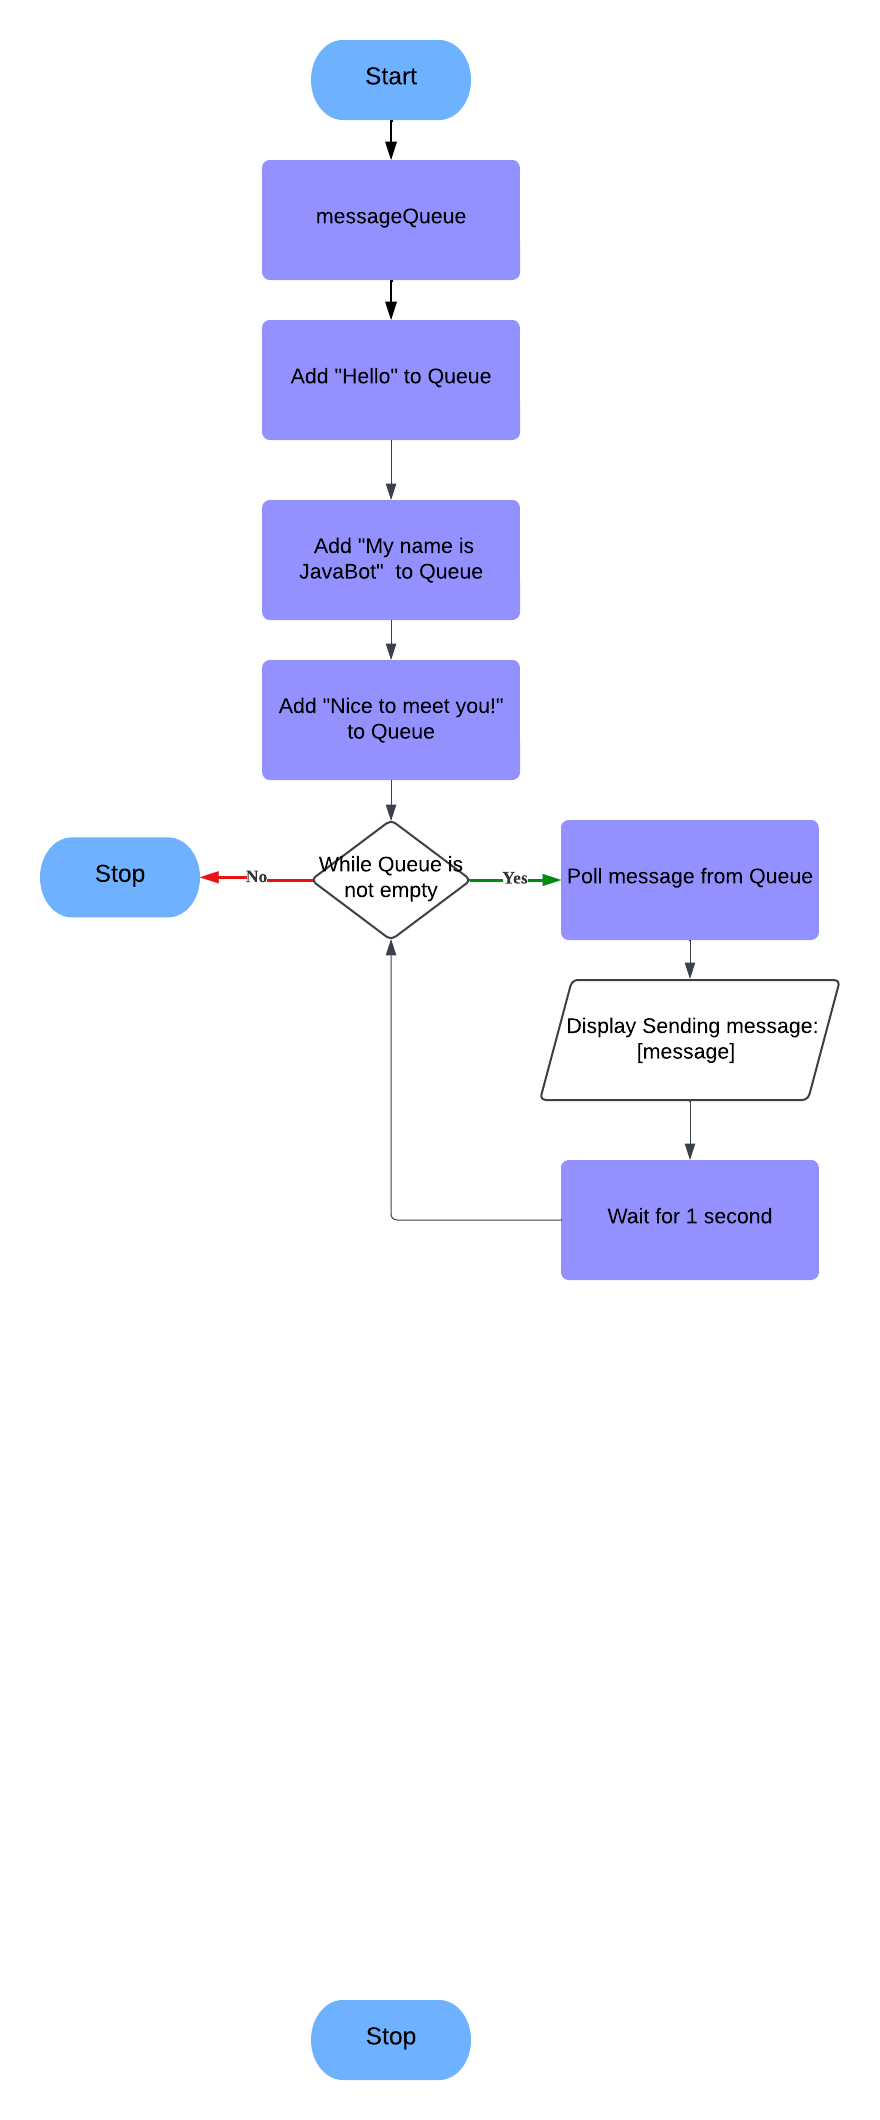 Start
messageQueue
Add "Hello" to Queue
Add "My name is
JavaBot"  to Queue
Add "Nice to meet you!"
to Queue
While Queue is
not empty
No
Stop
Yes
Poll message from Queue
Display Sending message:
[message]
Wait for 1 second
Stop